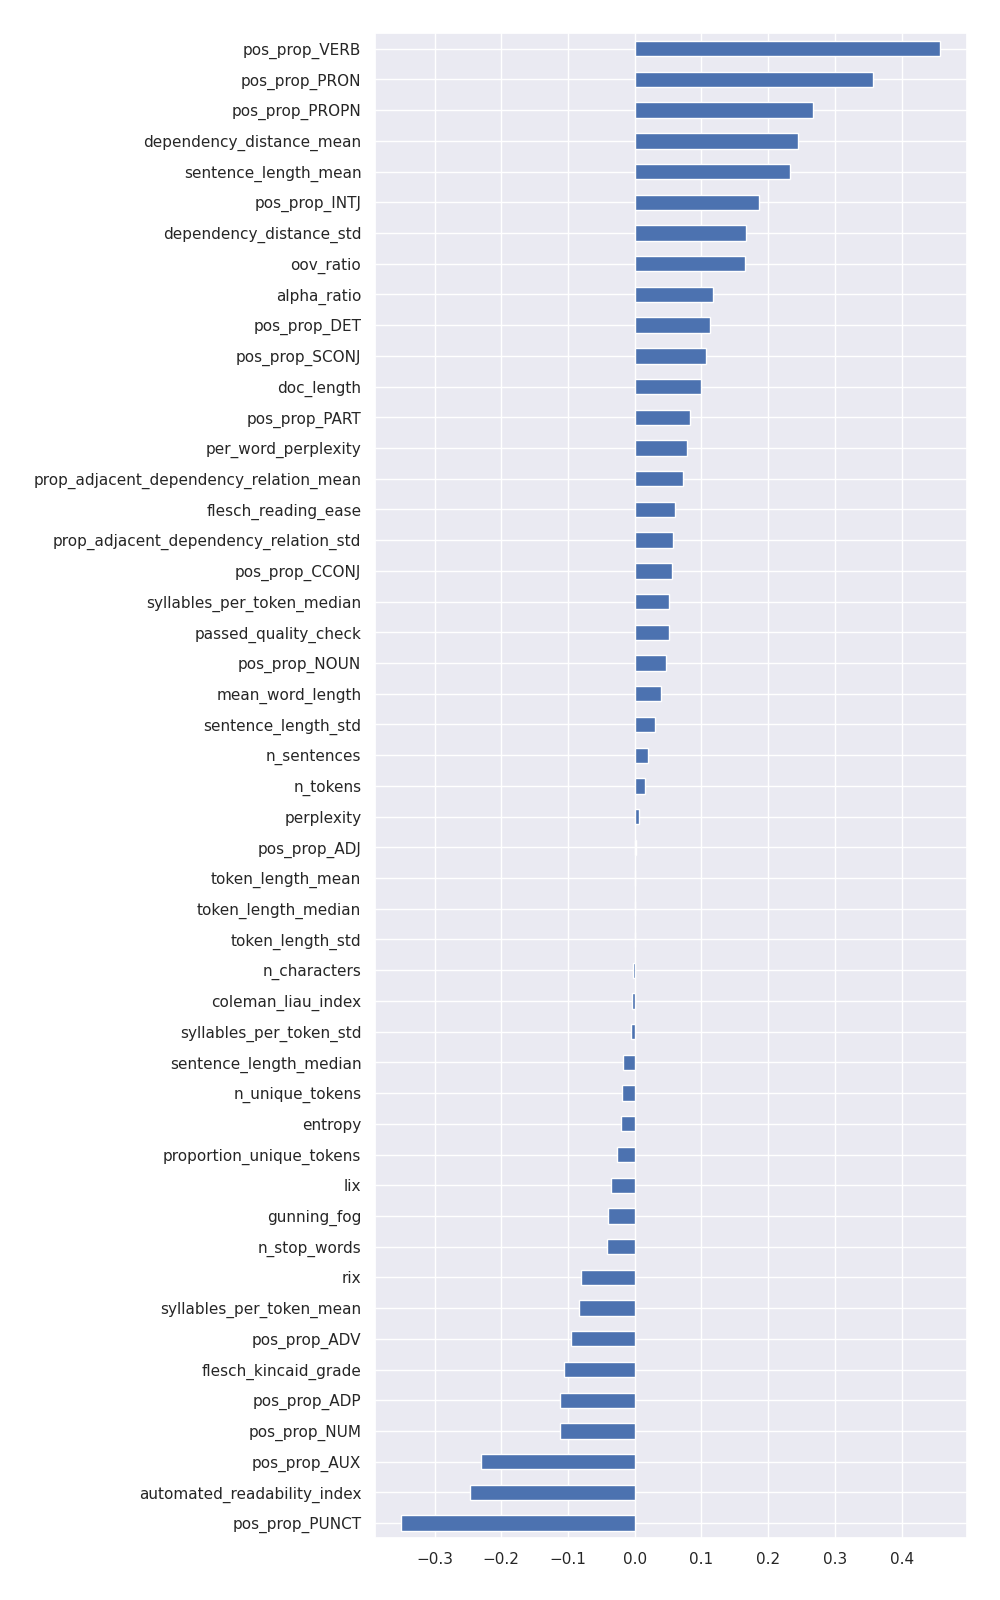 pos_prop_VERB
pos_prop_PRON
pos_prop_PROPN
dependency_distance_mean
sentence_length_mean
pos_prop_INTJ
dependency_distance_std
oov_ratio
alpha_ratio
pos_prop_DET
pos_prop_SCONJ
doc_length
pos_prop_PART
per_word_perplexity
prop_adjacent_dependency_relation_mean
flesch_reading_ease
prop_adjacent_dependency_relation_std
pos_prop_CCONJ
syllables_per_token_median
passed_quality_check
pos_prop_NOUN
mean_word_length
sentence_length_std
n_sentences
n_tokens
perplexity
pos_prop_ADJ
token_length_mean
token_length_median
token_length_std
n_characters
coleman_liau_index
syllables_per_token_std
sentence_length_median
n_unique_tokens
entropy
proportion_unique_tokens
lix
gunning_fog
n_stop_words
rix
syllables_per_token_mean
pos_prop_ADV
flesch_kincaid_grade
pos_prop_ADP
pos_prop_NUM
pos_prop_AUX
automated_readability_index
pos_prop_PUNCT
−0.3 −0.2 −0.1 0.0 0.1 0.2 0.3 0.4